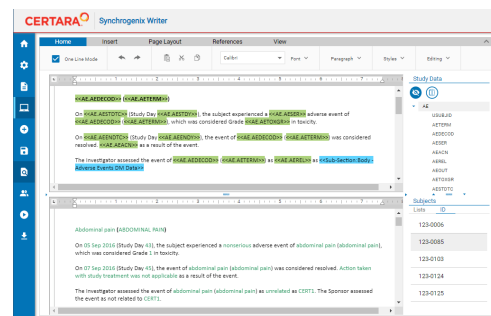 CERTARA Synchrogenix Writer
Home Insert Page Layout References View
One Line Mode Calibri Font Paragraph Styles Editing
Study Data
<<AE.AEDECOD>> (<<AE.AETERM>>)
On <<AE.AESTDTC>> (Study Day <<AE.AESTDY>>), the subject experienced a <<AE.AESER>> adverse event of
<<AE.AEDECOD>> (<<AE.AETERM>>), which was considered Grade <<AE.AETOXGR>> in toxicity.
On <<AE.AEENDTC>> (Study Day <<AE.AEENDY>>), the event of <<AE.AEDECOD>> (<<AE.AETERM>>) was considered
resolved. <<AE.AEACN>> as a result of the event.
The Investigator assessed the event of <<AE.AEDECOD>> (<<AE.AETERM>>) as <<AE.AEREL>> as <<Sub-Section:Body -
Adverse Events DM Data>>
AE
USUBJID
AETERM
AEDECOD
AESER
AEACN
AEREL
AEOUT
AETOXGR
AESTDTC
Subjects
Lists ID
123-0006
123-0085
123-0103
123-0124
123-0125
Abdominal pain (ABDOMINAL PAIN)
On 05 Sep 2016 (Study Day 43), the subject experienced a nonserious adverse event of abdominal pain (abdominal pain),
which was considered Grade 1 in toxicity.
On 07 Sep 2016 (Study Day 45), the event of abdominal pain (abdominal pain) was considered resolved. Action taken
with study treatment was not applicable as a result of the event.
The Investigator assessed the event of abdominal pain (abdominal pain) as unrelated as CERT1. The Sponsor assessed
the event as not related to CERT1.